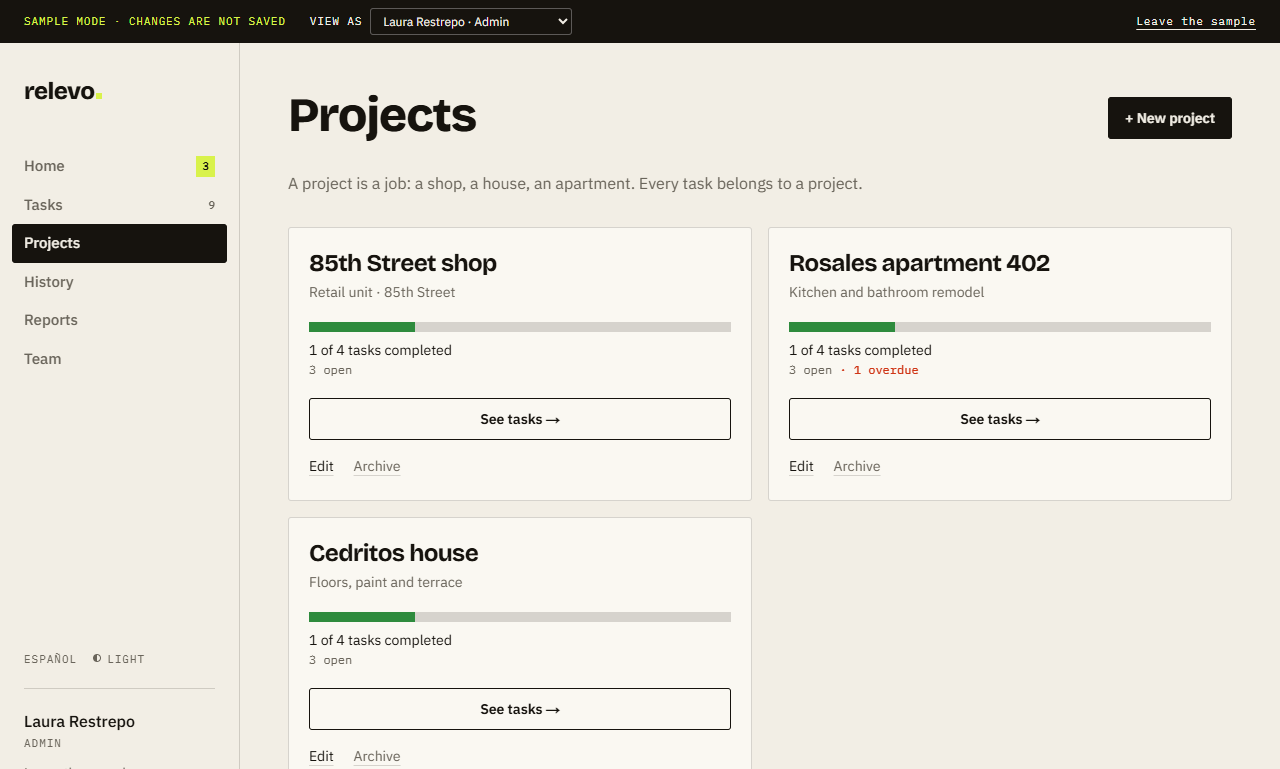 SAMPLE MODE · CHANGES ARE NOT SAVED VIEW AS Laura Restrepo · Admin Leave the sample
relevo.
Home 3
Tasks 9
Projects
History
Reports
Team
ESPAÑOL LIGHT
Laura Restrepo
ADMIN
Projects
+ New project
A project is a job: a shop, a house, an apartment. Every task belongs to a project.
85th Street shop
Retail unit · 85th Street
1 of 4 tasks completed
3 open
See tasks →
Edit Archive
Rosales apartment 402
Kitchen and bathroom remodel
1 of 4 tasks completed
3 open · 1 overdue
See tasks →
Edit Archive
Cedritos house
Floors, paint and terrace
1 of 4 tasks completed
3 open
See tasks →
Edit Archive